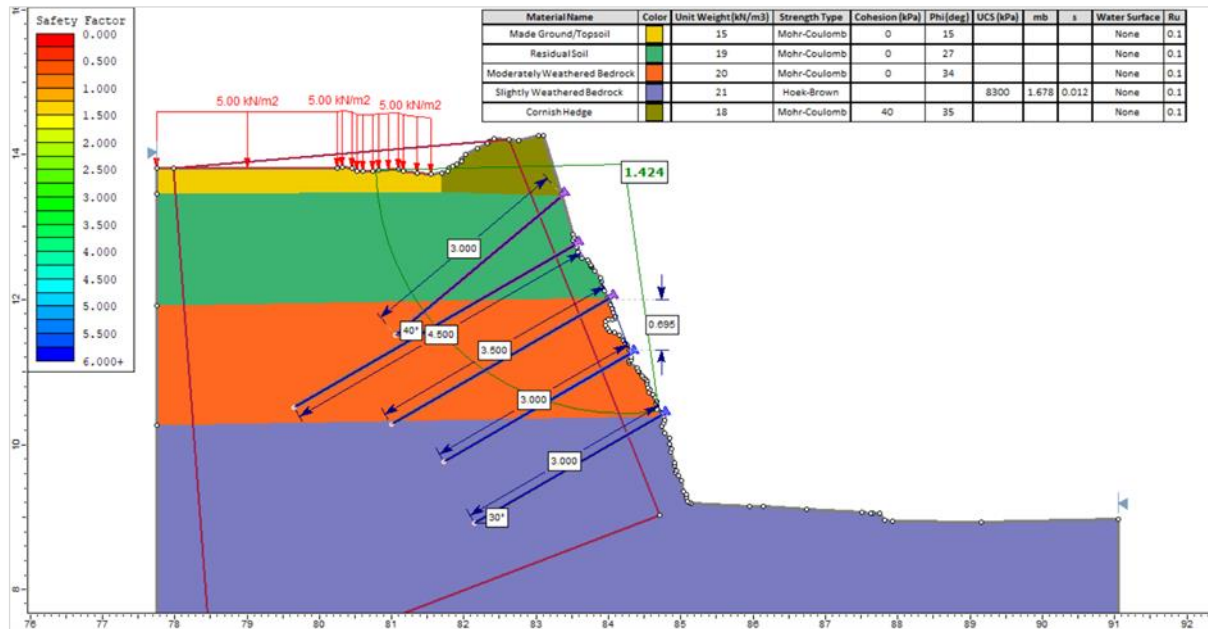 Safety Factor
0.000
0.500
1.000
1.500
2.000
2.500
3.000
3.500
4.000
4.500
5.000
5.500
6.000+
Material Name Color Unit Weight (kN/m3) Strength Type Cohesion (kPa) Phi (deg) UCS (kPa) mb s Water Surface Ru
Made Ground/Topsoil 15 Mohr-Coulomb 0 15 None 0.1
Residual Soil 19 Mohr-Coulomb 0 27 None 0.1
Moderately Weathered Bedrock 20 Mohr-Coulomb 0 34 None 0.1
Slightly Weathered Bedrock 21 Hoek-Brown 8300 1.678 0.012 None 0.1
Cornish Hedge 18 Mohr-Coulomb 40 35 None 0.1
5.00 kN/m2 5.00 kN/m2 5.00 kN/m2
1.424
3.000
40° 4.500
0.695
3.500
3.000
3.000
30°
14
12
10
8
76 77 78 79 80 81 82 83 84 85 86 87 88 89 90 91 92